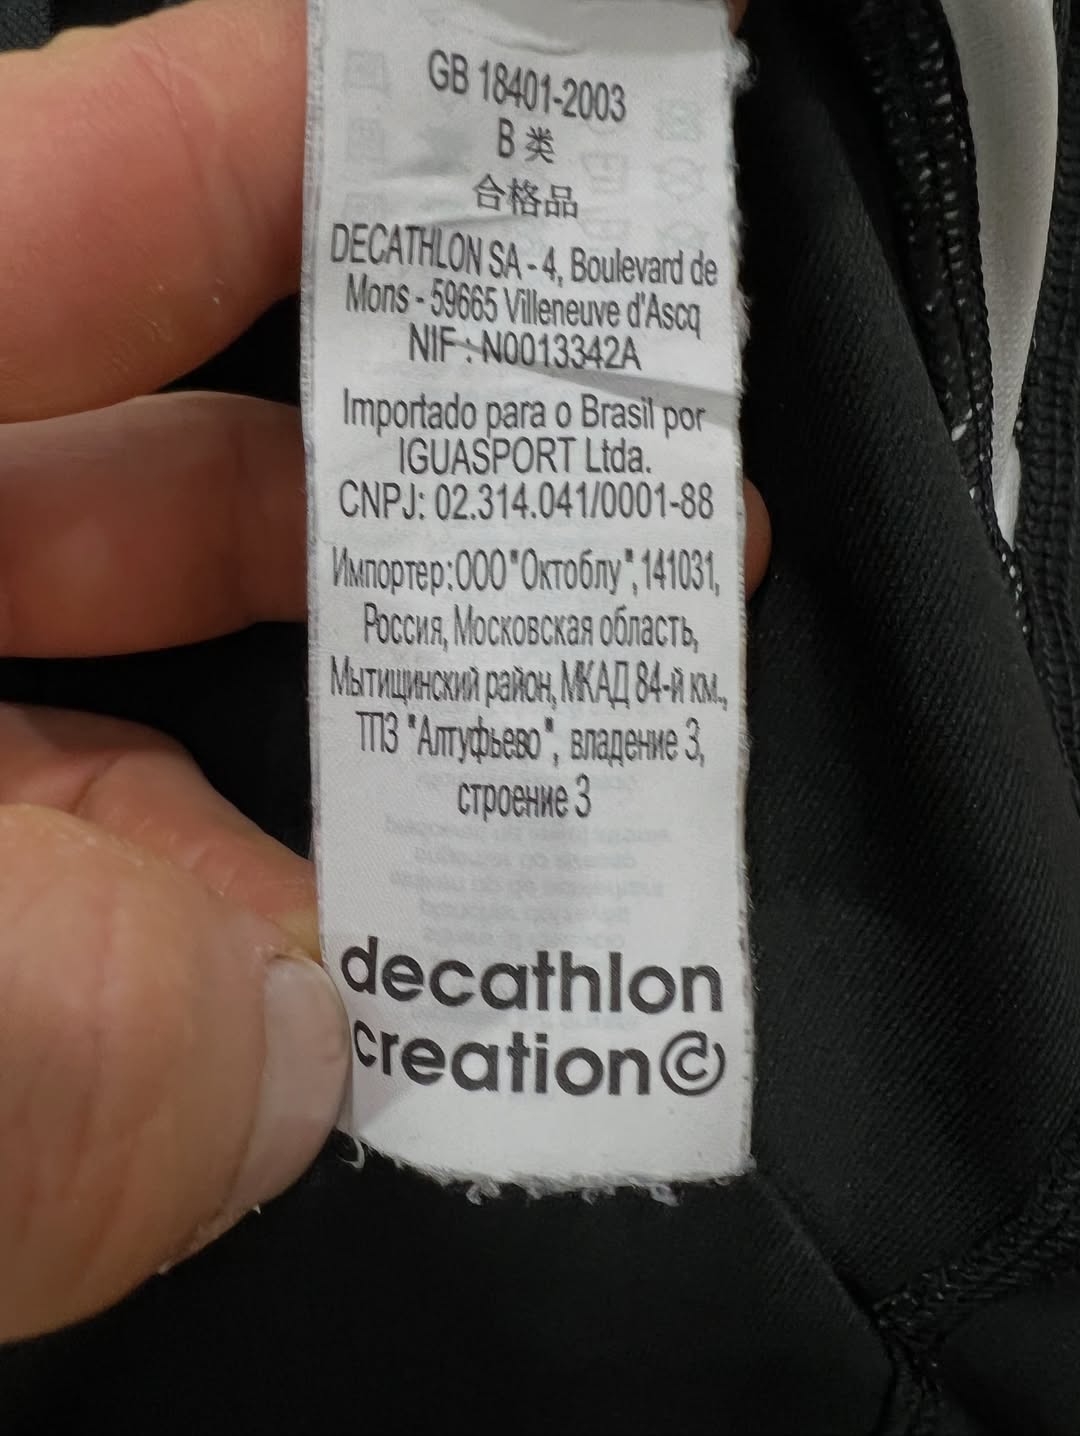 GB 18401-2003
B 类
合格品
DECATHLON SA - 4, Boulevard de
Mons - 59665 Villeneuve d'Ascq
NIF : N0013342A
Importado para o Brasil por
IGUASPORT Ltda.
CNPJ: 02.314.041/0001-88
Импортер:ООО"Октоблу",141031,
Россия, Московская область,
Мытищинский район, МКАД 84-й км.,
ТПЗ "Алтуфьево", владение 3,
строение 3
decathlon
creation©